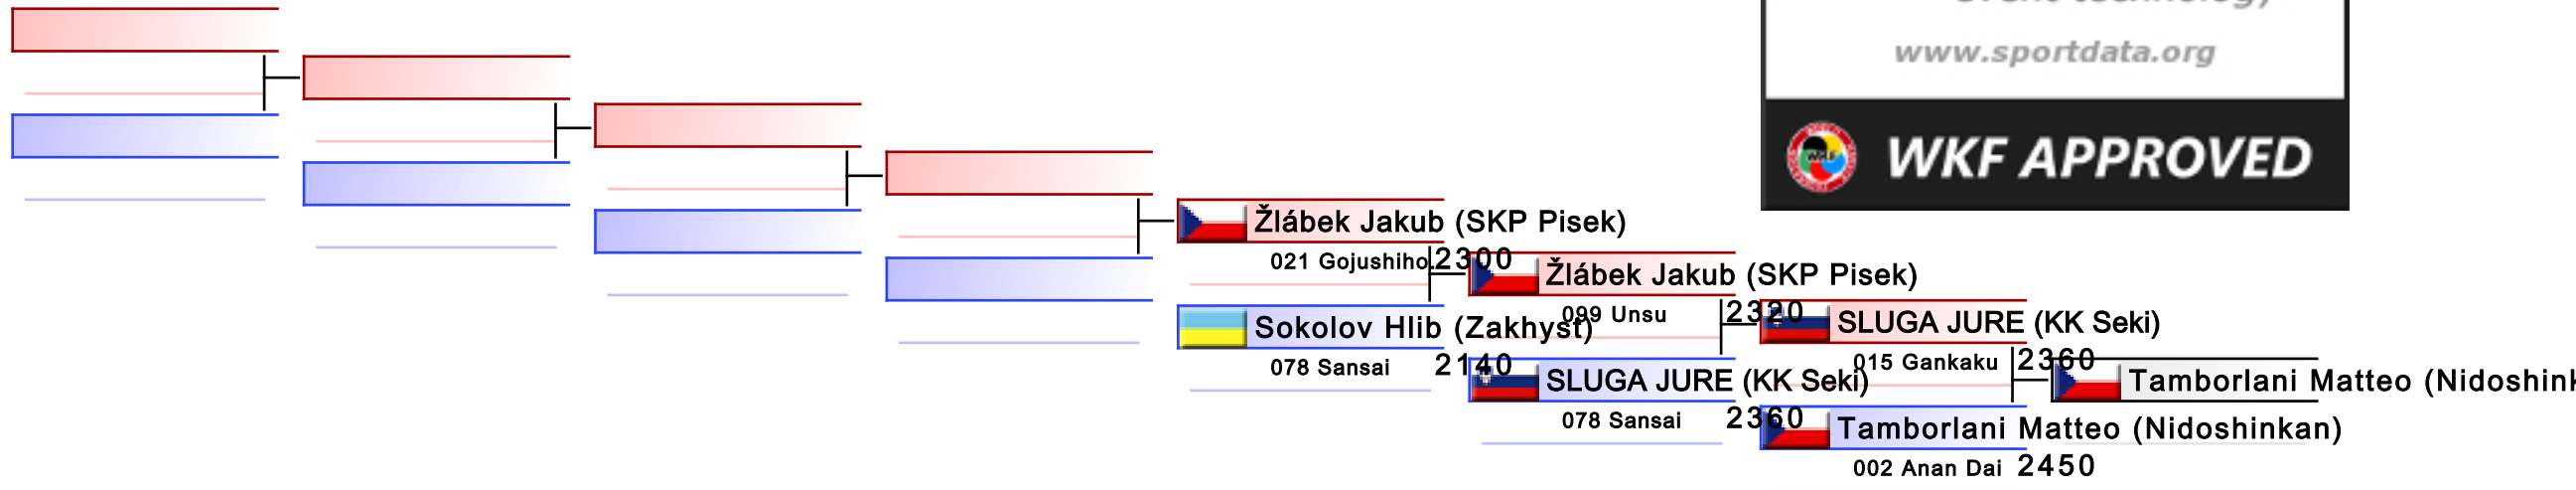 event technology
www.sportdata.org
WKF APPROVED
Žlábek Jakub (SKP Pisek)
021 Gojushiho 2300
Sokolov Hlib (Zakhyst)
078 Sansai 2140
Žlábek Jakub (SKP Pisek)
099 Unsu 2320
SLUGA JURE (KK Seki)
078 Sansai 2360
SLUGA JURE (KK Seki)
015 Gankaku 2360
Tamborlani Matteo (Nidoshinkan)
002 Anan Dai 2450
Tamborlani Matteo (Nidoshink